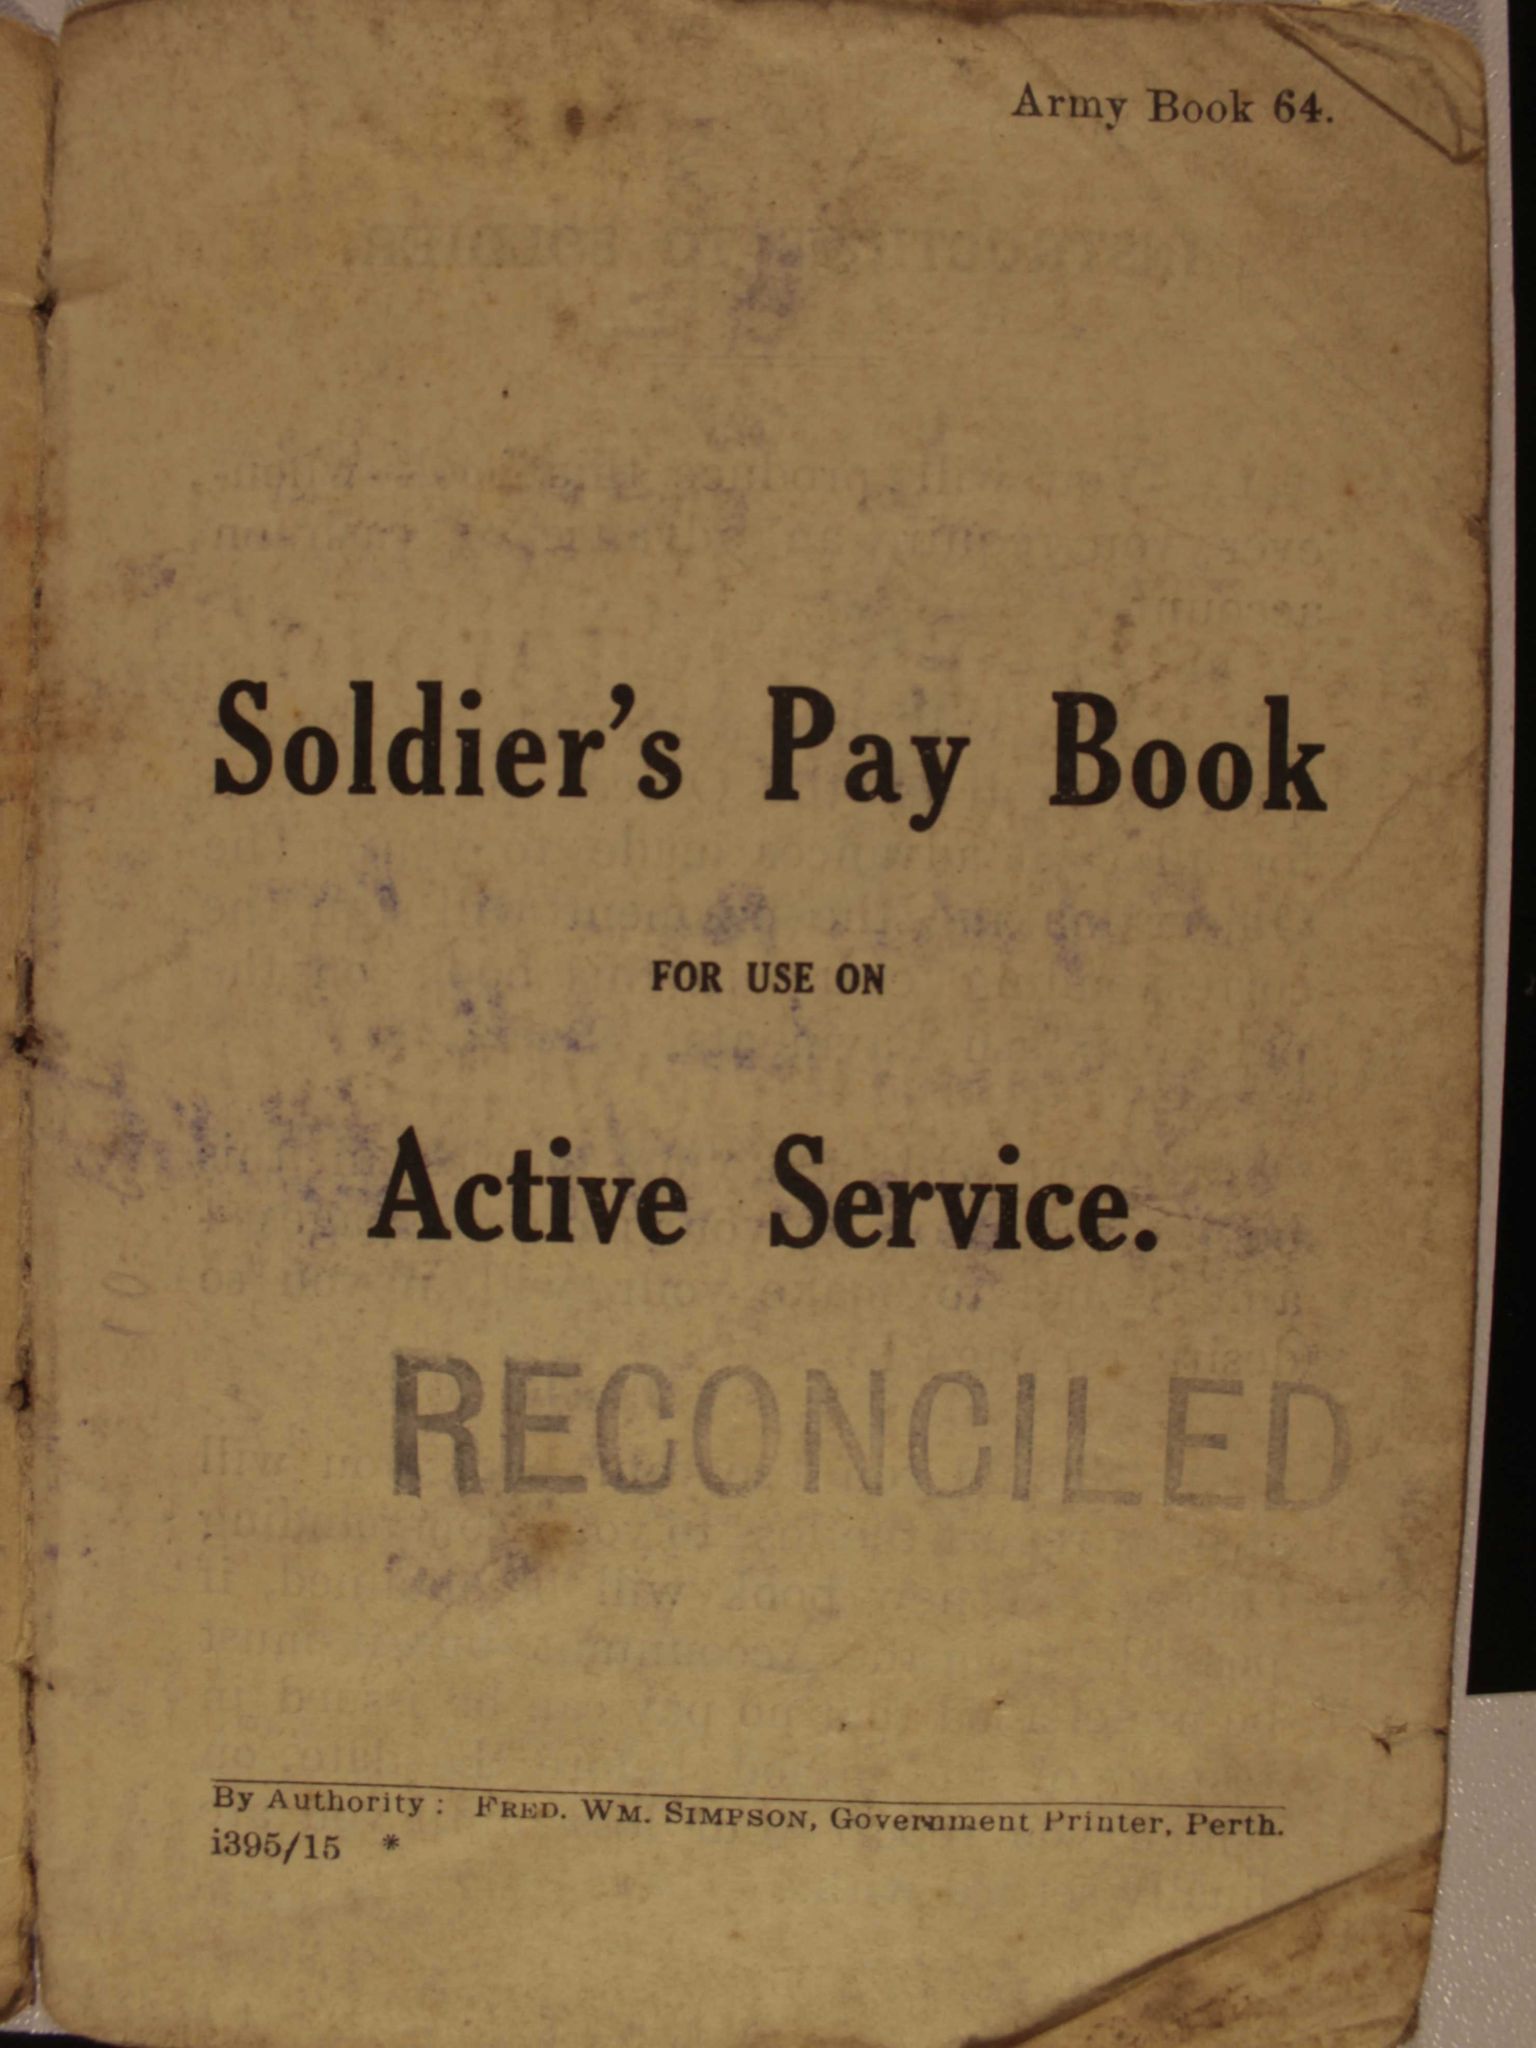 Army Book 64.
Soldier's Pay Book
FOR USE ON
Active Service.
RECONCILED
By Authority : FRED. WM. SIMPSON, Government Printer, Perth.
i395/15 *